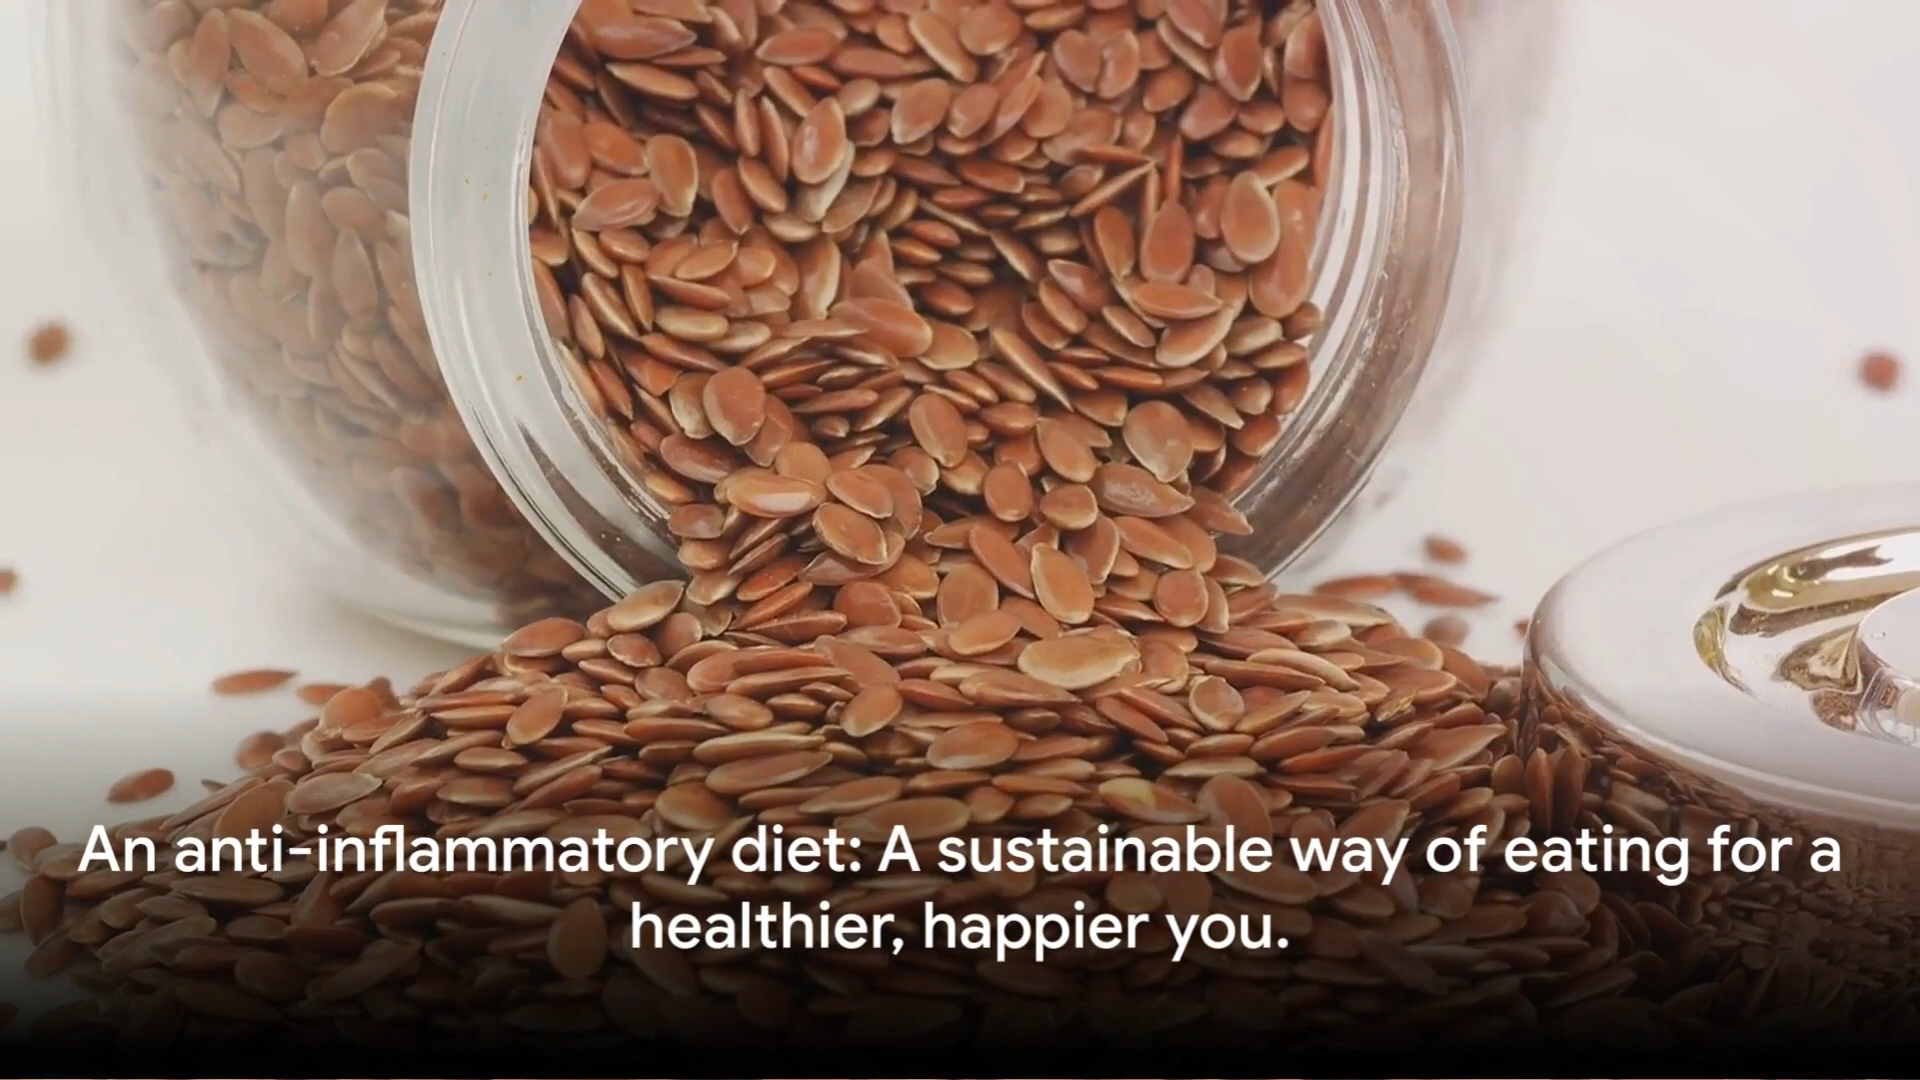 An anti-inflammatory diet: A sustainable way of eating for a
healthier, happier you.